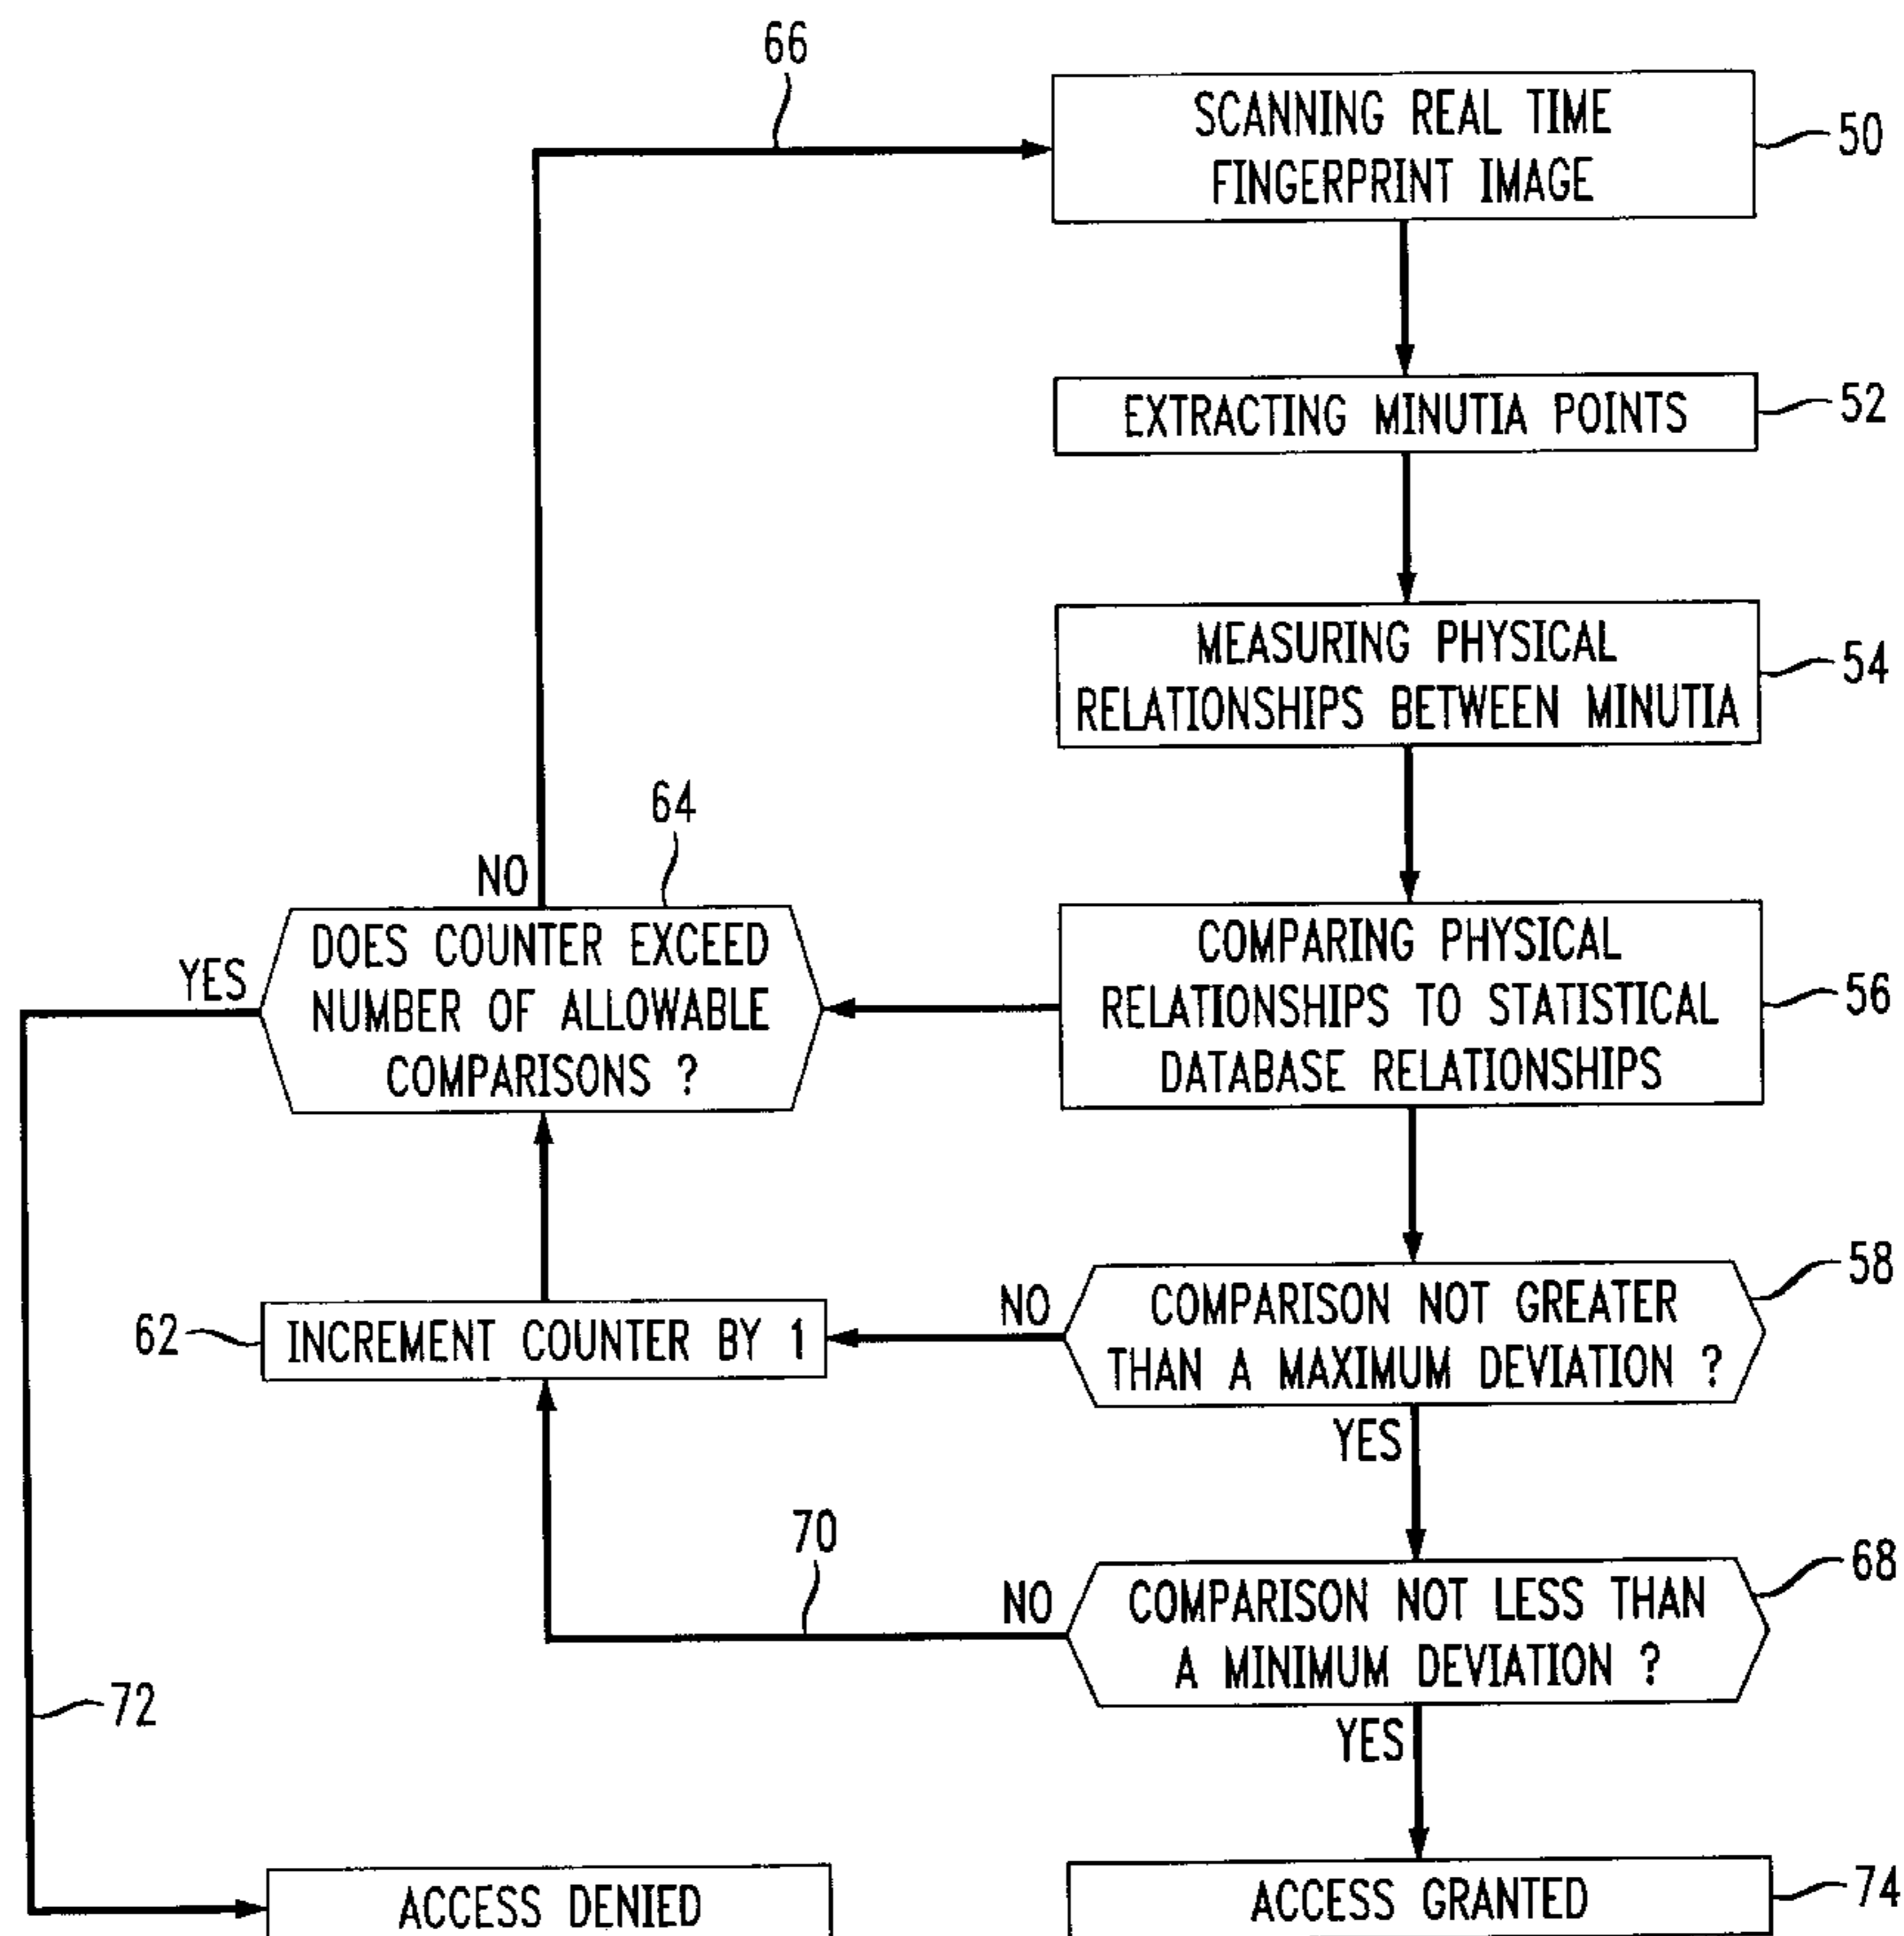 66
SCANNING REAL TIME
FINGERPRINT IMAGE
50
EXTRACTING MINUTIA POINTS
52
MEASURING PHYSICAL
RELATIONSHIPS BETWEEN MINUTIA
54
64
NO
DOES COUNTER EXCEED
NUMBER OF ALLOWABLE
COMPARISONS ?
YES
COMPARING PHYSICAL
RELATIONSHIPS TO STATISTICAL
DATABASE RELATIONSHIPS
56
62
INCREMENT COUNTER BY 1
NO
COMPARISON NOT GREATER
THAN A MAXIMUM DEVIATION ?
58
YES
70
NO
COMPARISON NOT LESS THAN
A MINIMUM DEVIATION ?
68
YES
72
ACCESS DENIED
ACCESS GRANTED
74